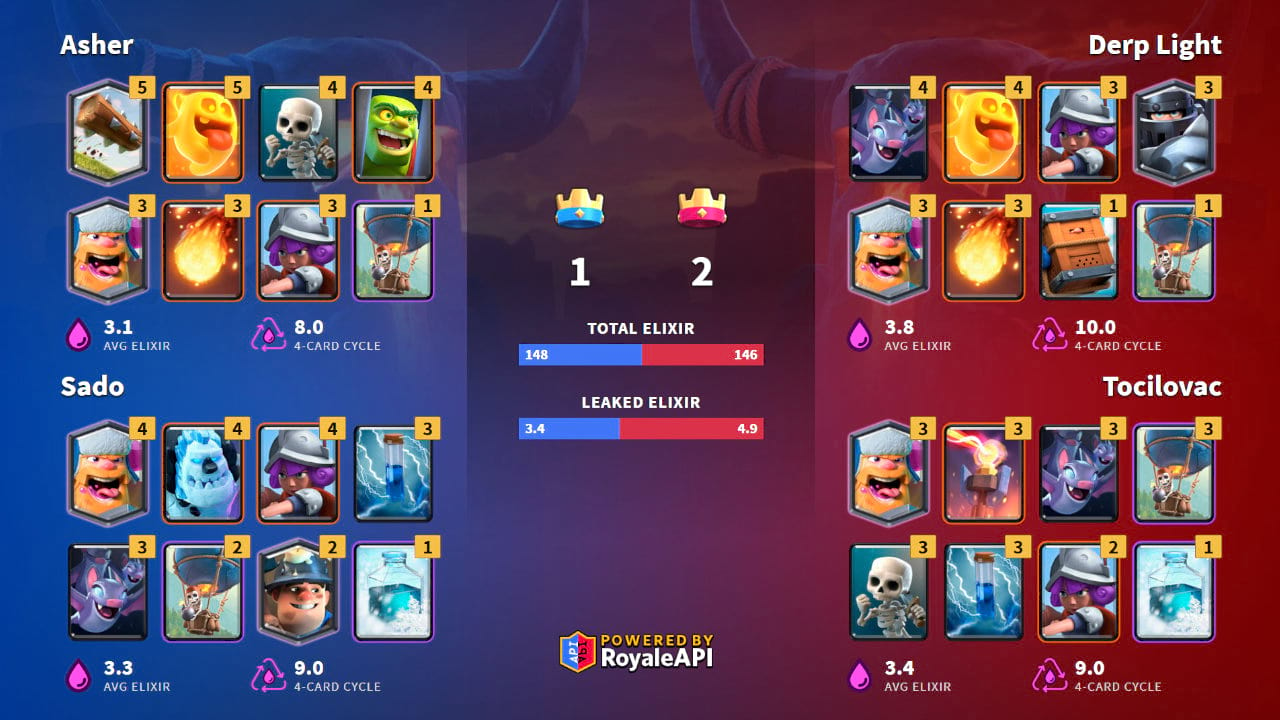 Asher
5 5 4 4
3 3 3 1
3.1 8.0
AVG ELIXIR 4-CARD CYCLE
Sado
4 4 4 3
3 2 2 1
3.3 9.0
AVG ELIXIR 4-CARD CYCLE
1 2
TOTAL ELIXIR
148 146
LEAKED ELIXIR
3.4 4.9
API API
POWERED BY
RoyaleAPI
Derp Light
4 4 3 3
3 3 1 1
3.8 10.0
AVG ELIXIR 4-CARD CYCLE
Tocilovac
3 3 3 3
3 3 2 1
3.4 9.0
AVG ELIXIR 4-CARD CYCLE